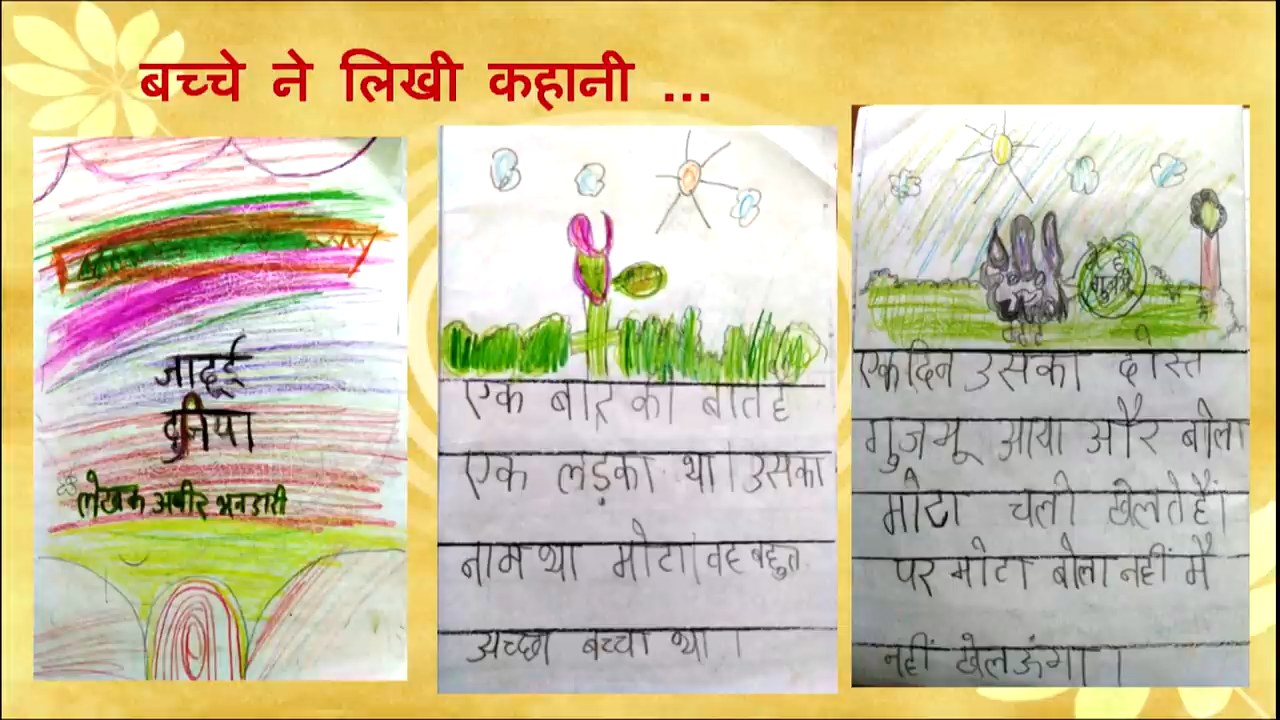 बच्चे ने लिखी कहानी ...
जादूई
दुनिया
लेखक अबीर भनडारी
एक बार की बात है
एक लड़का था। उसका
नाम था मोटा। वह बहुत
अच्छा बच्चा था ।
एक दिन उसका दोस्त
गुजमू आया और बोला
मोटा चलो खेलते हैं।
पर मोटा बोला नहीं मै
नहीं खेलऊंगा ।